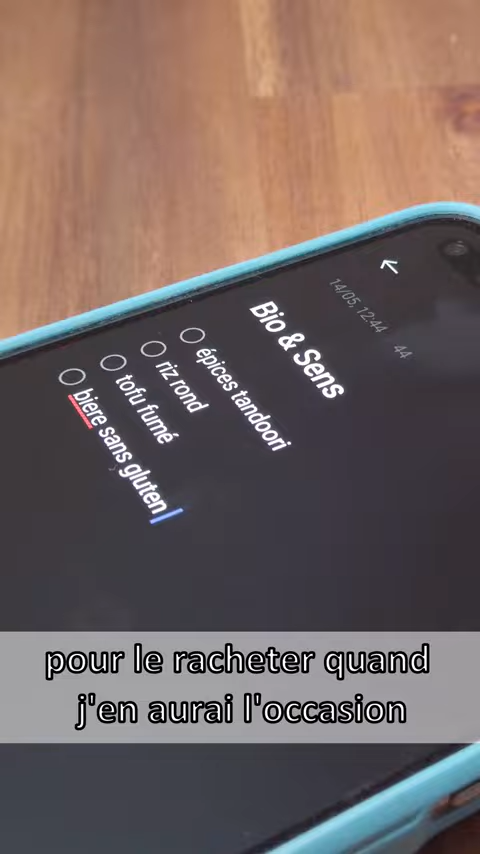 14/05, 12:44 44
Bio & Sens
épices tandoori
riz rond
tofu fumé
biere sans gluten
pour le racheter quand
j'en aurai l'occasion